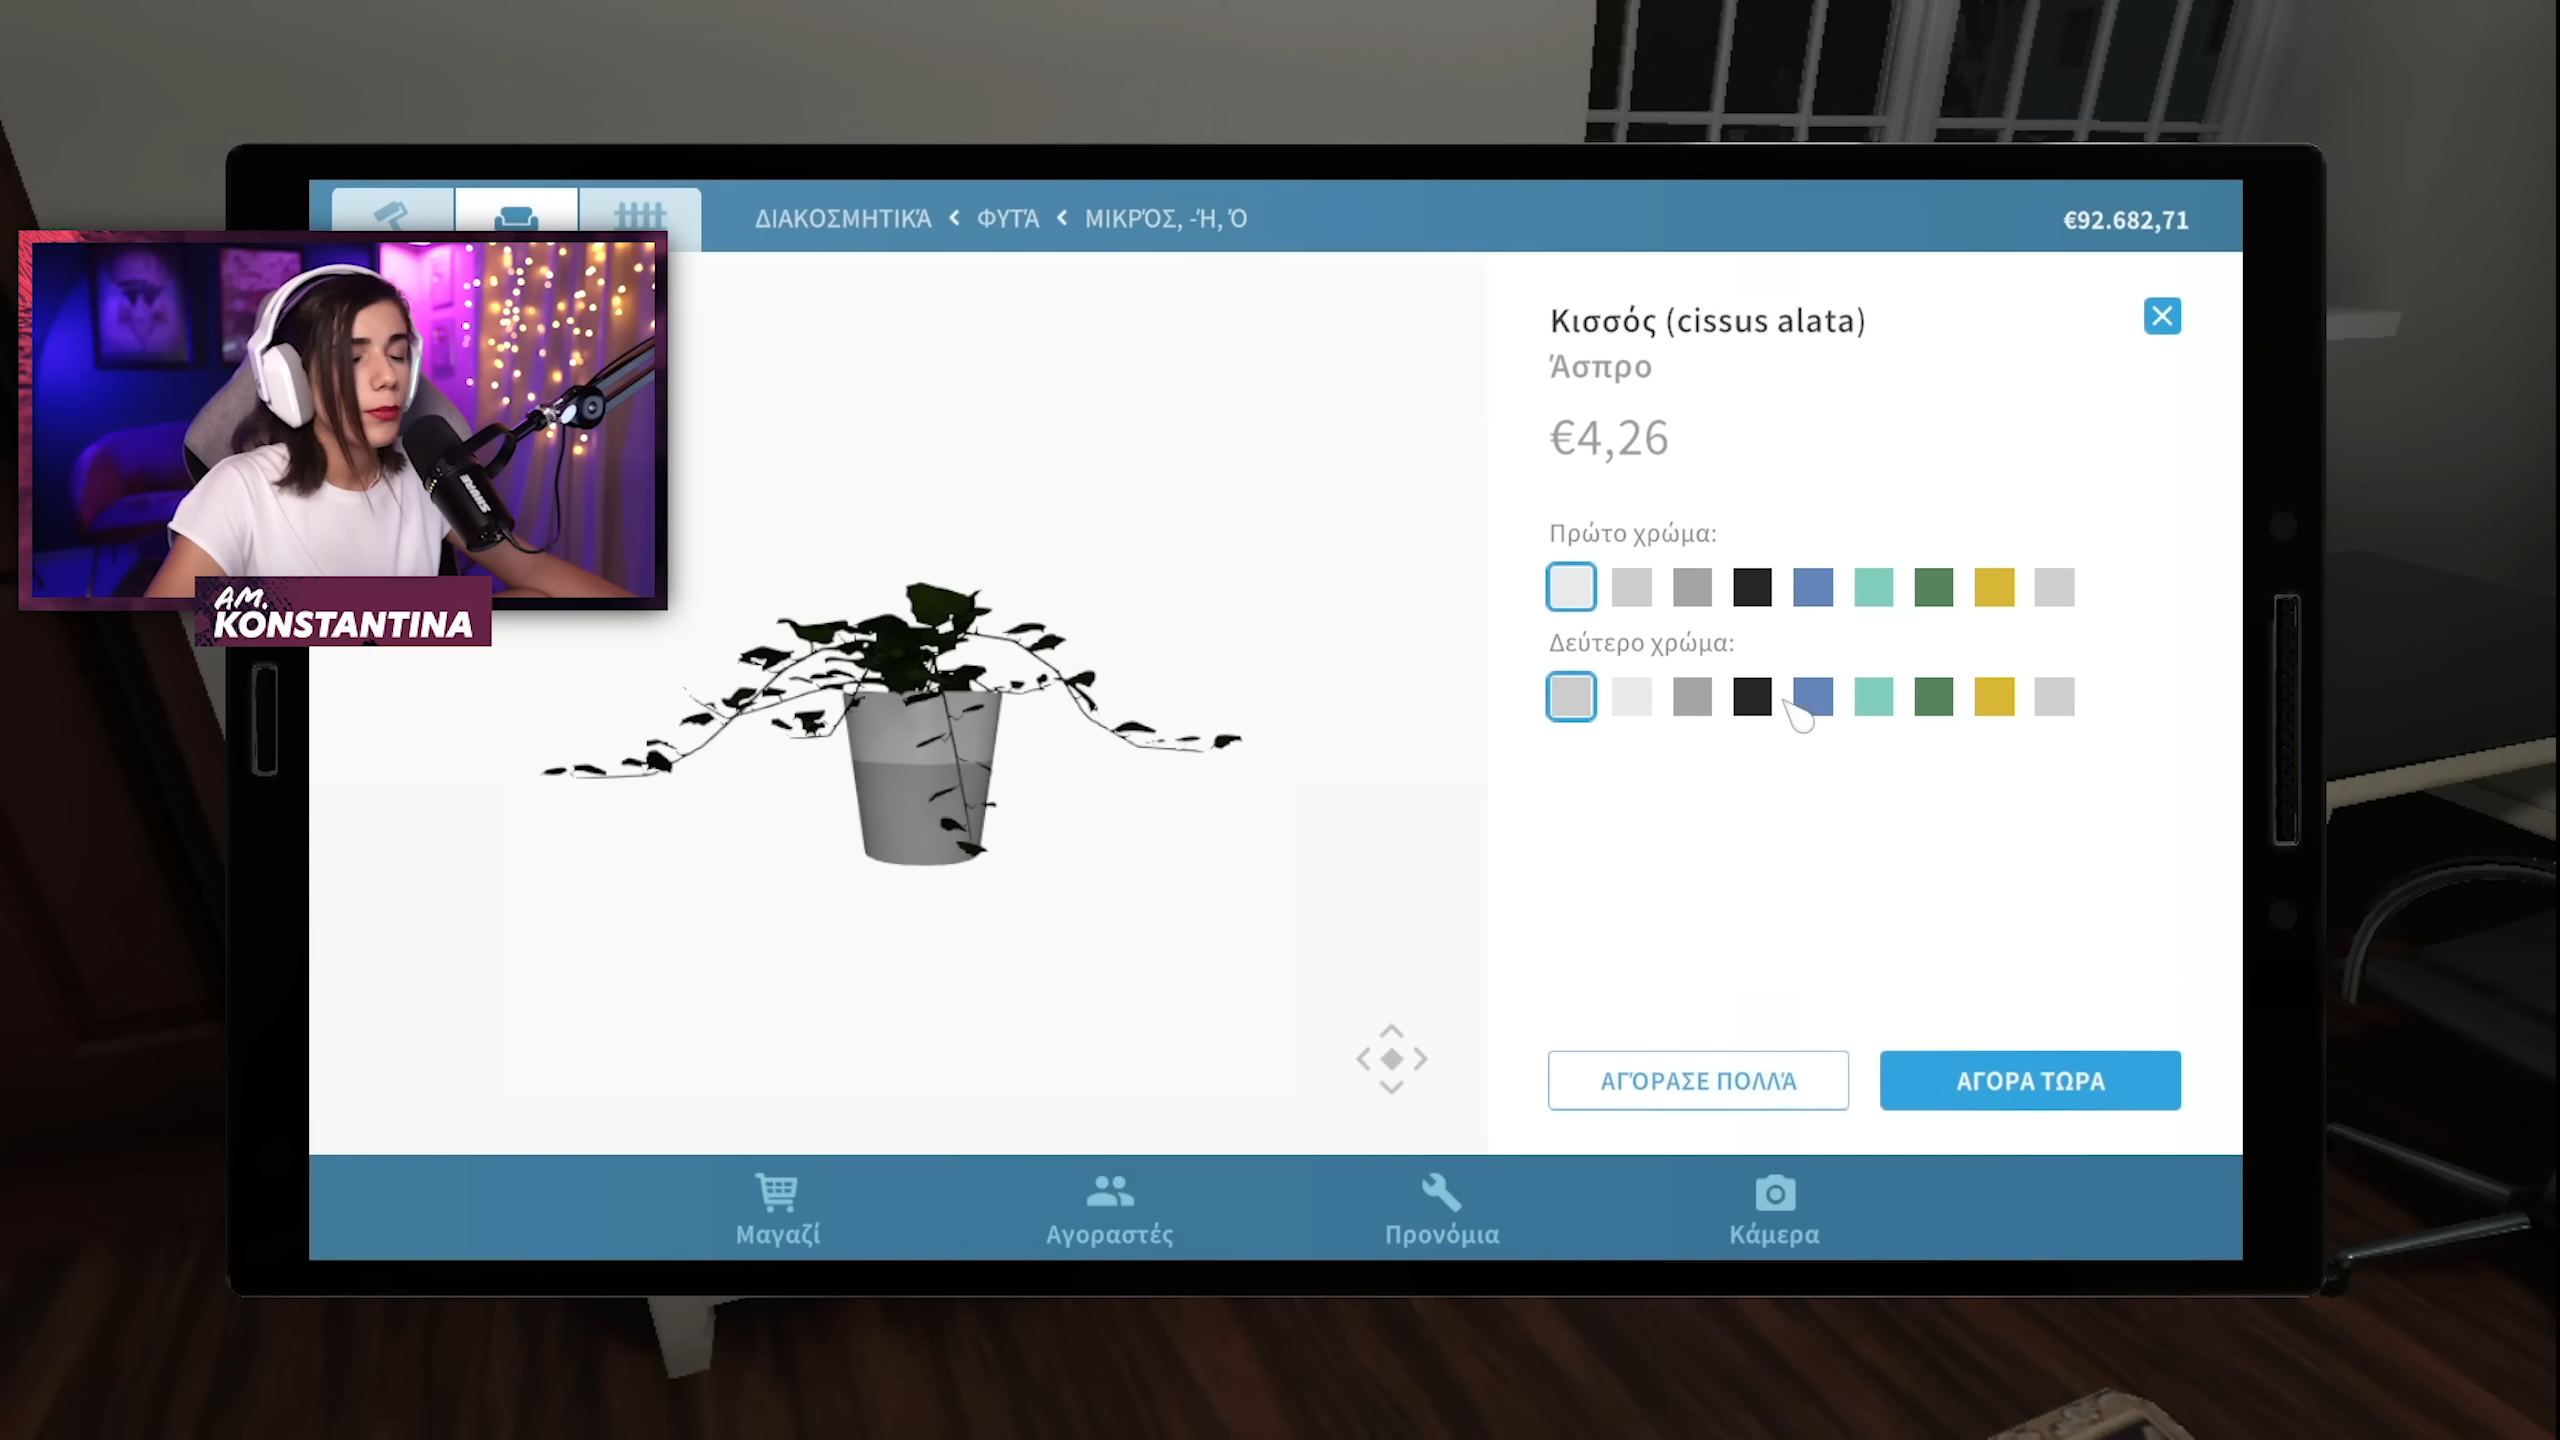 ΔΙΑΚΟΣΜΗΤΙΚΆ < ΦΥΤΆ < ΜΙΚΡΌΣ, -Ή, Ό
€92.682,71
Κισσός (cissus alata)
Άσπρο
€4,26
Πρώτο χρώμα:
Δεύτερο χρώμα:
AM.
KONSTANTINA
ΑΓΌΡΑΣΕ ΠΟΛΛΆ
ΑΓΟΡΑ ΤΩΡΑ
Μαγαζί
Αγοραστές
Προνόμια
Κάμερα